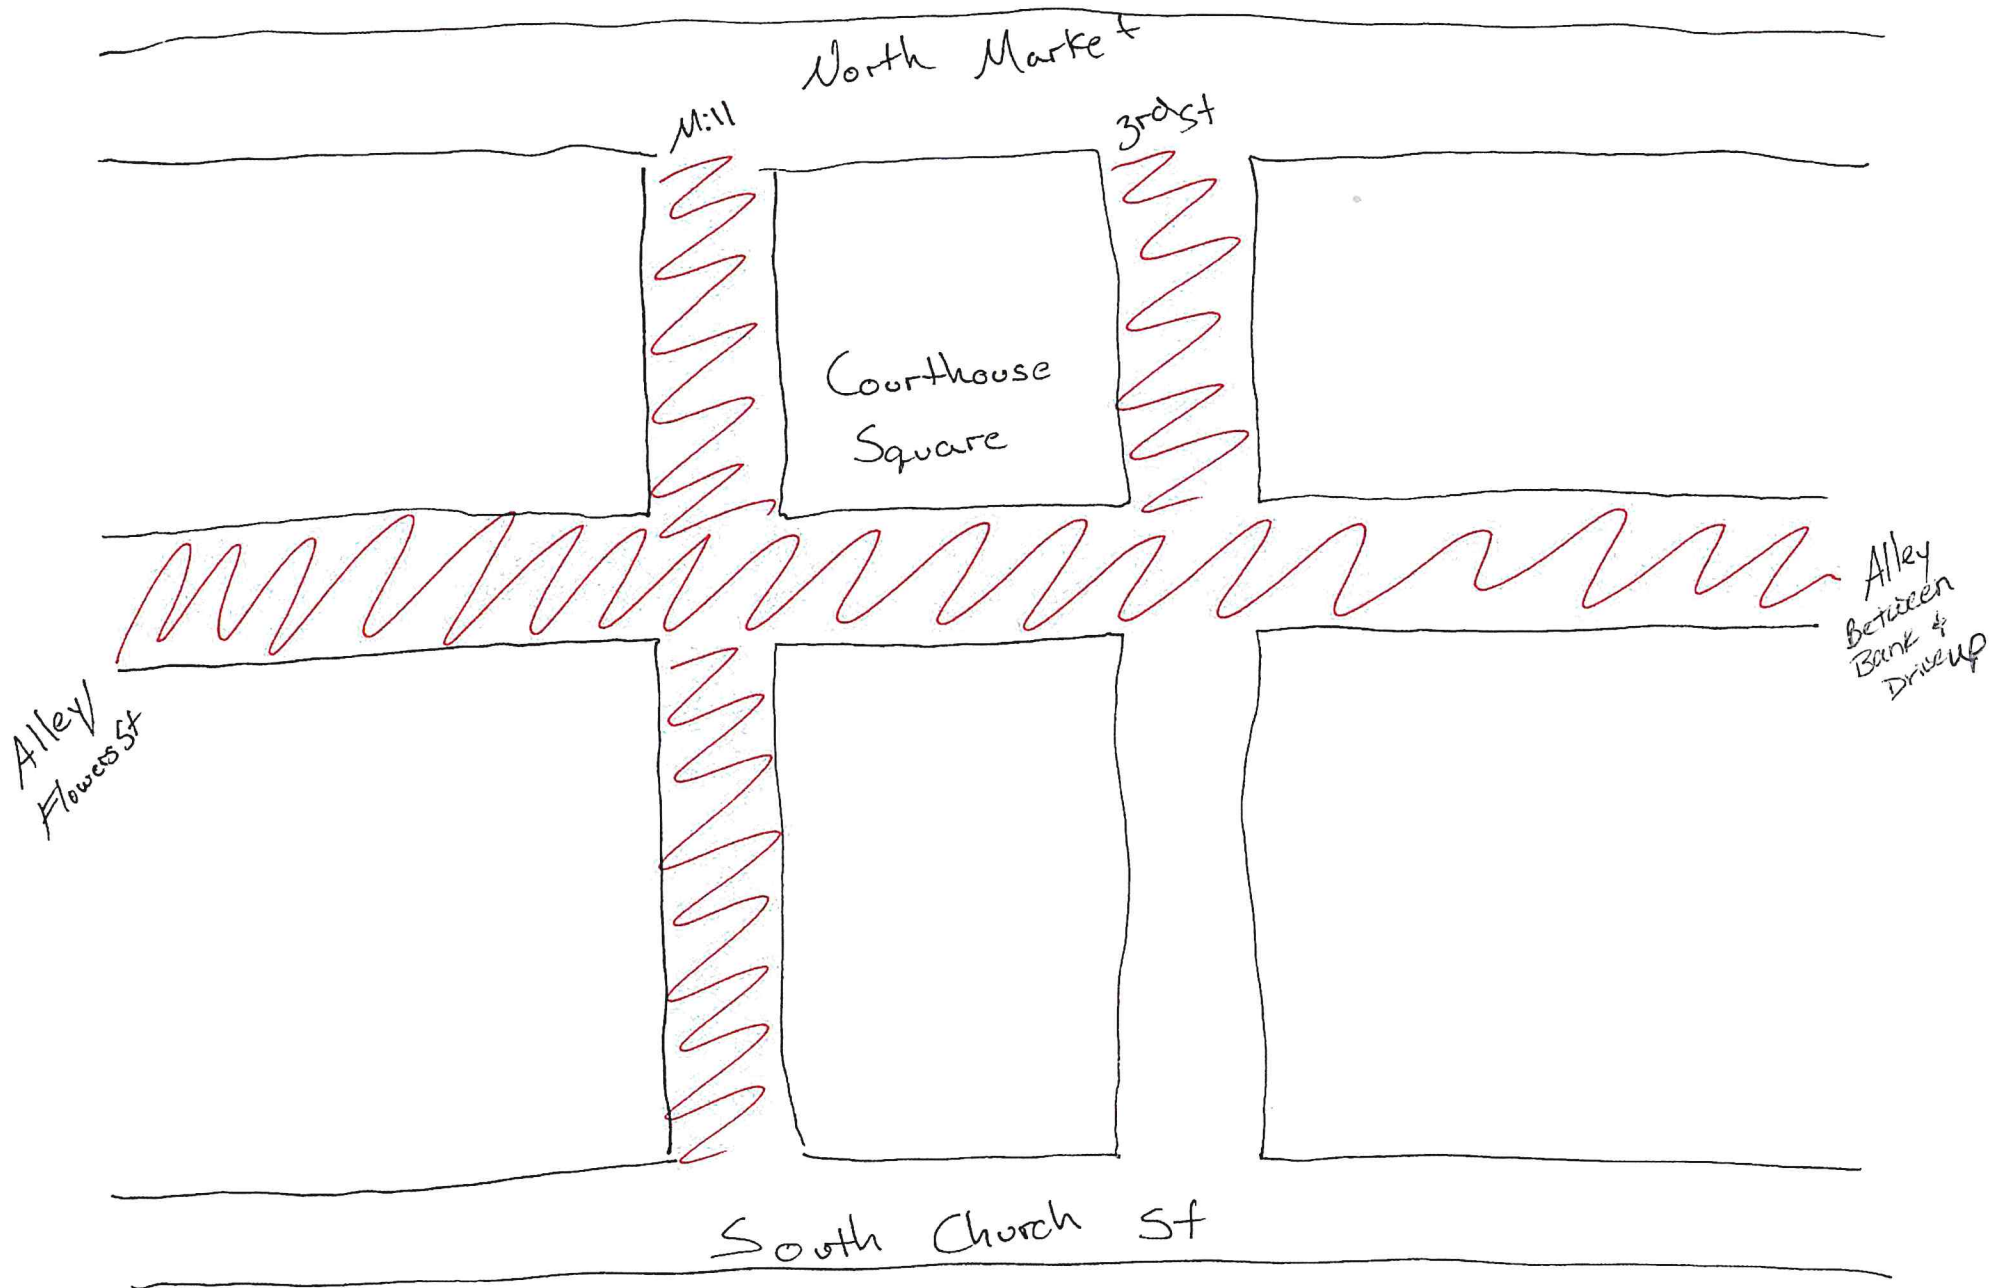 North Market
Mill
3rd St
Courthouse
Square
Alley
Between
Bank &
Drive up
Alley/
Flowers St
South Church St